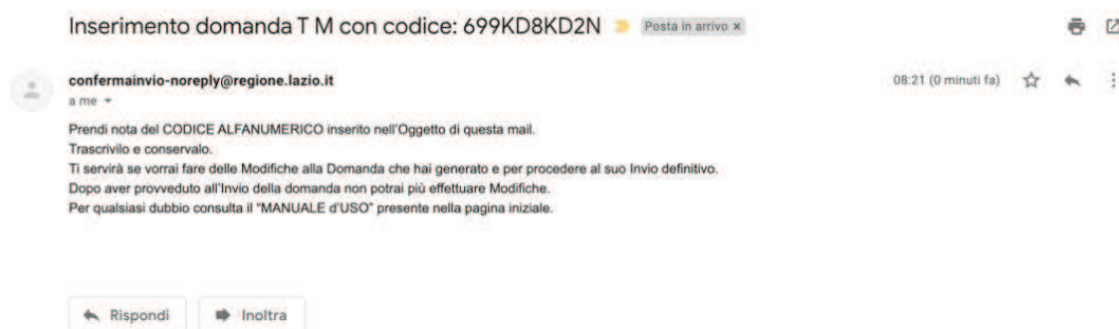 Inserimento domanda T M con codice: 699KD8KD2N Posta in arrivo x
confermainvio-noreply@regione.lazio.it 08:21 (0 minuti fa)
a me
Prendi nota del CODICE ALFANUMERICO inserito nell'Oggetto di questa mail.
Trascrivilo e conservalo.
Ti servirà se vorrai fare delle Modifiche alla Domanda che hai generato e per procedere al suo Invio definitivo.
Dopo aver provveduto all'Invio della domanda non potrai più effettuare Modifiche.
Per qualsiasi dubbio consulta il "MANUALE d'USO" presente nella pagina iniziale.
Rispondi Inoltra